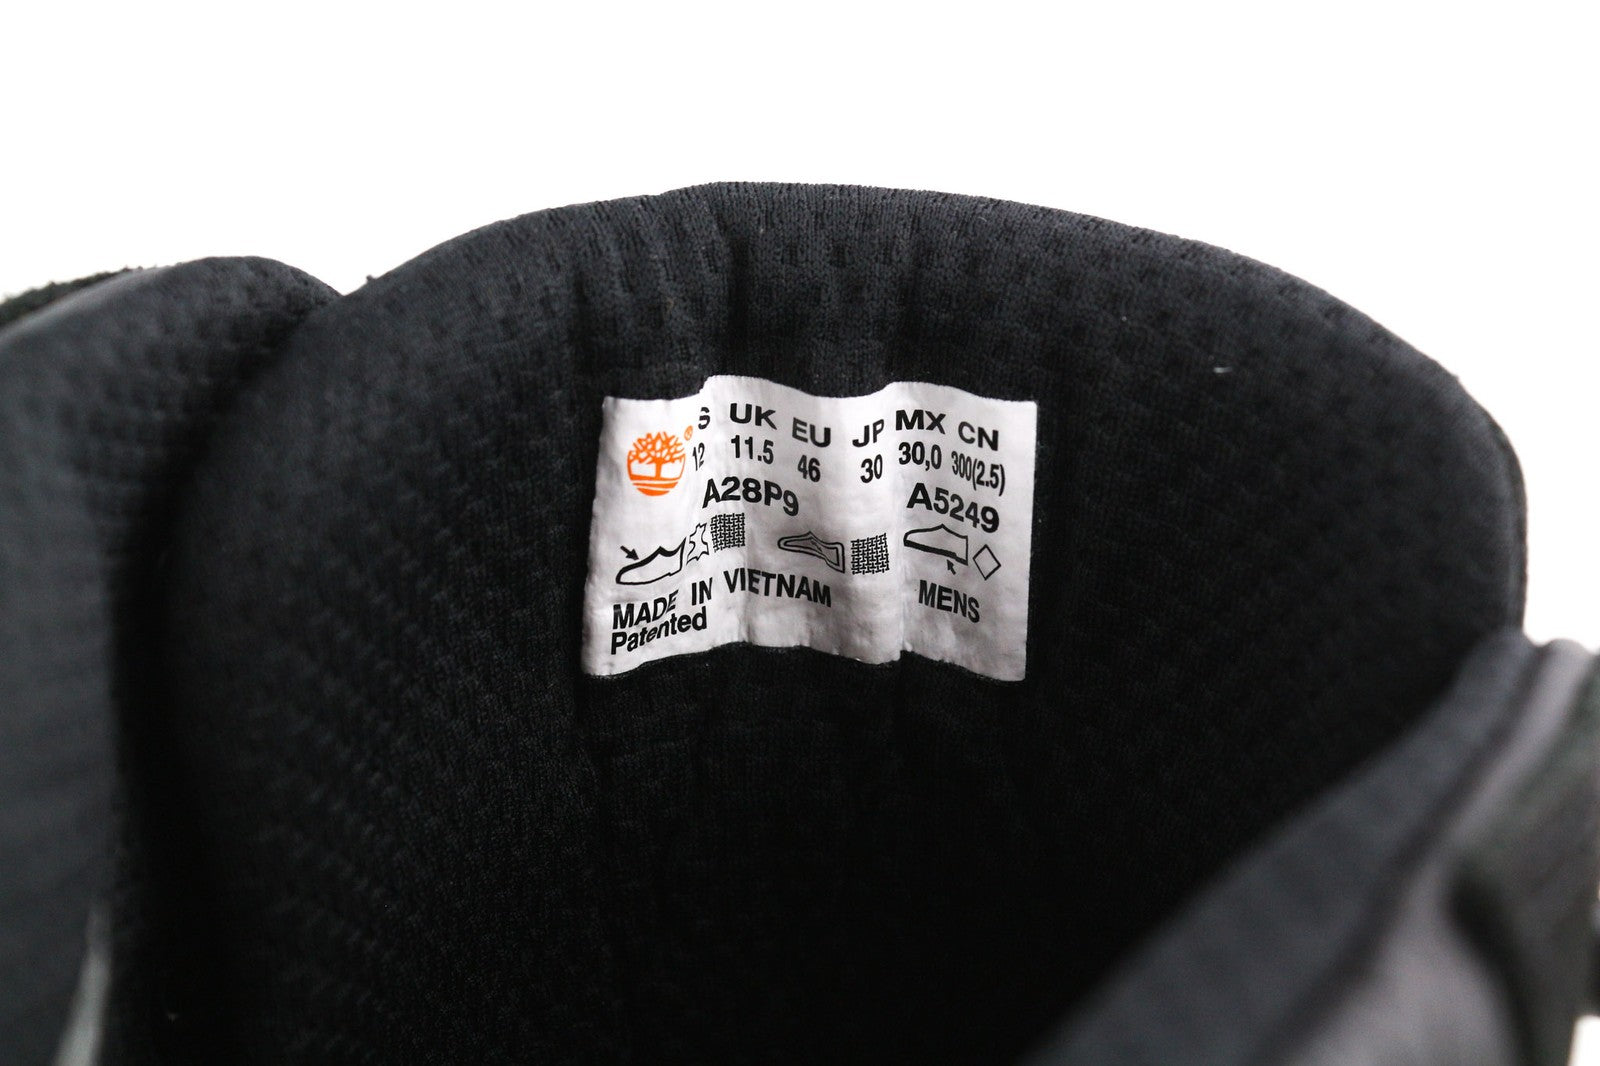 S UK EU JP MX CN
12 11.5 46 30 30,0 300(2.5)
A28P9 A5249
MADE IN VIETNAM MENS
Patented